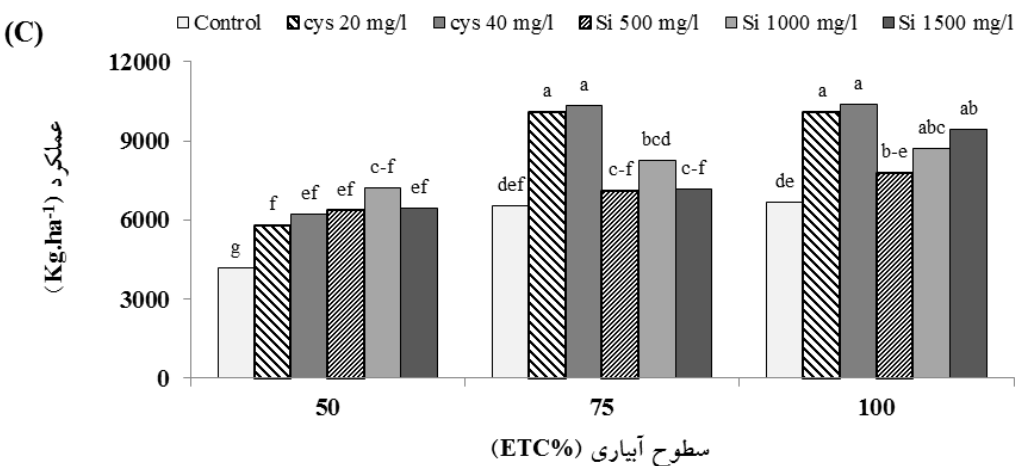 (C)
Control cys 20 mg/l cys 40 mg/l Si 500 mg/l Si 1000 mg/l Si 1500 mg/l
عملکرد (Kg.ha⁻¹)
12000
9000
6000
3000
0
g f ef ef c-f ef
def a a c-f bcd c-f
de a a b-e abc ab
50 75 100
سطوح آبیاری (ETC%)